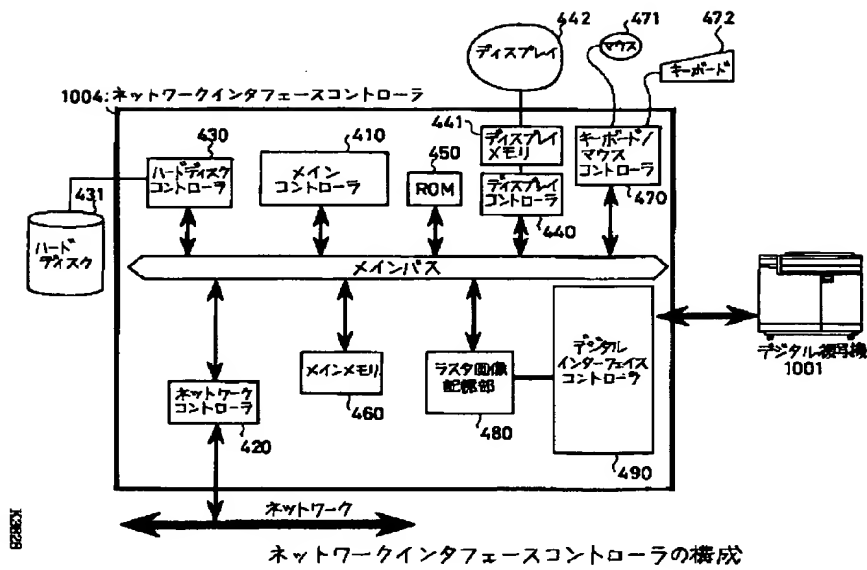 442
ディスプレイ
471
マウス
472
キーボード
1004:ネットワークインタフェースコントローラ
430
ハードディスク
コントローラ
410
メイン
コントローラ
450
ROM
441
ディスプレイ
メモリ
ディスプレイ
コントローラ
440
キーボード/
マウス
コントローラ
470
431
ハード
ディスク
メインバス
ネットワーク
コントローラ
420
メインメモリ
460
ラスタ画像
記憶部
480
デジタル
インターフェイス
コントローラ
490
デジタル複写機
1001
ネットワーク
ネットワークインタフェースコントローラの構成
K3828